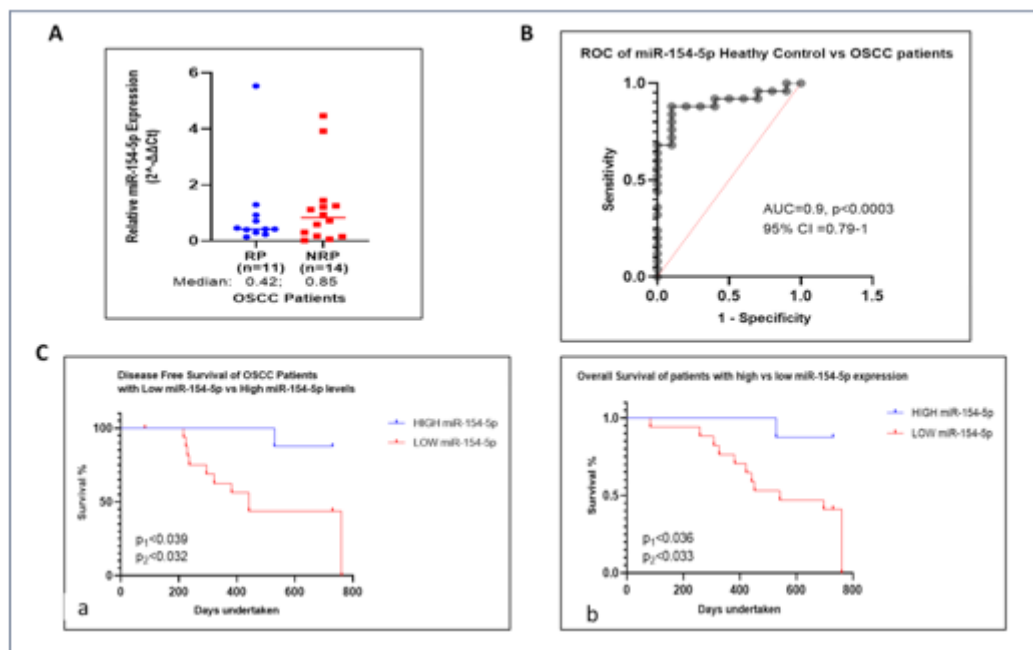 A
Relative miR-154-5p Expression
(2^-ΔΔCt)
6
4
2
0
RP
(n=11)
NRP
(n=14)
Median: 0.42; 0.85
OSCC Patients
B
ROC of miR-154-5p Heathy Control vs OSCC patients
Sensitivity
1.0
0.5
0.0
AUC=0.9, p<0.0003
95% CI =0.79-1
0.0 0.5 1.0 1.5
1 - Specificity
C
Disease Free Survival of OSCC Patients
with Low miR-154-5p vs High miR-154-5p levels
HIGH miR-154-5p
LOW miR-154-5p
Survival %
100
50
0
p1<0.039
p2<0.032
0 200 400 600 800
Days undertaken
a
Overall Survival of patients with high vs low miR-154-5p expression
HIGH miR-154-5p
LOW miR-154-5p
Survival %
1.0
0.5
0.0
p1<0.036
p2<0.033
0 200 400 600 800
Days undertaken
b